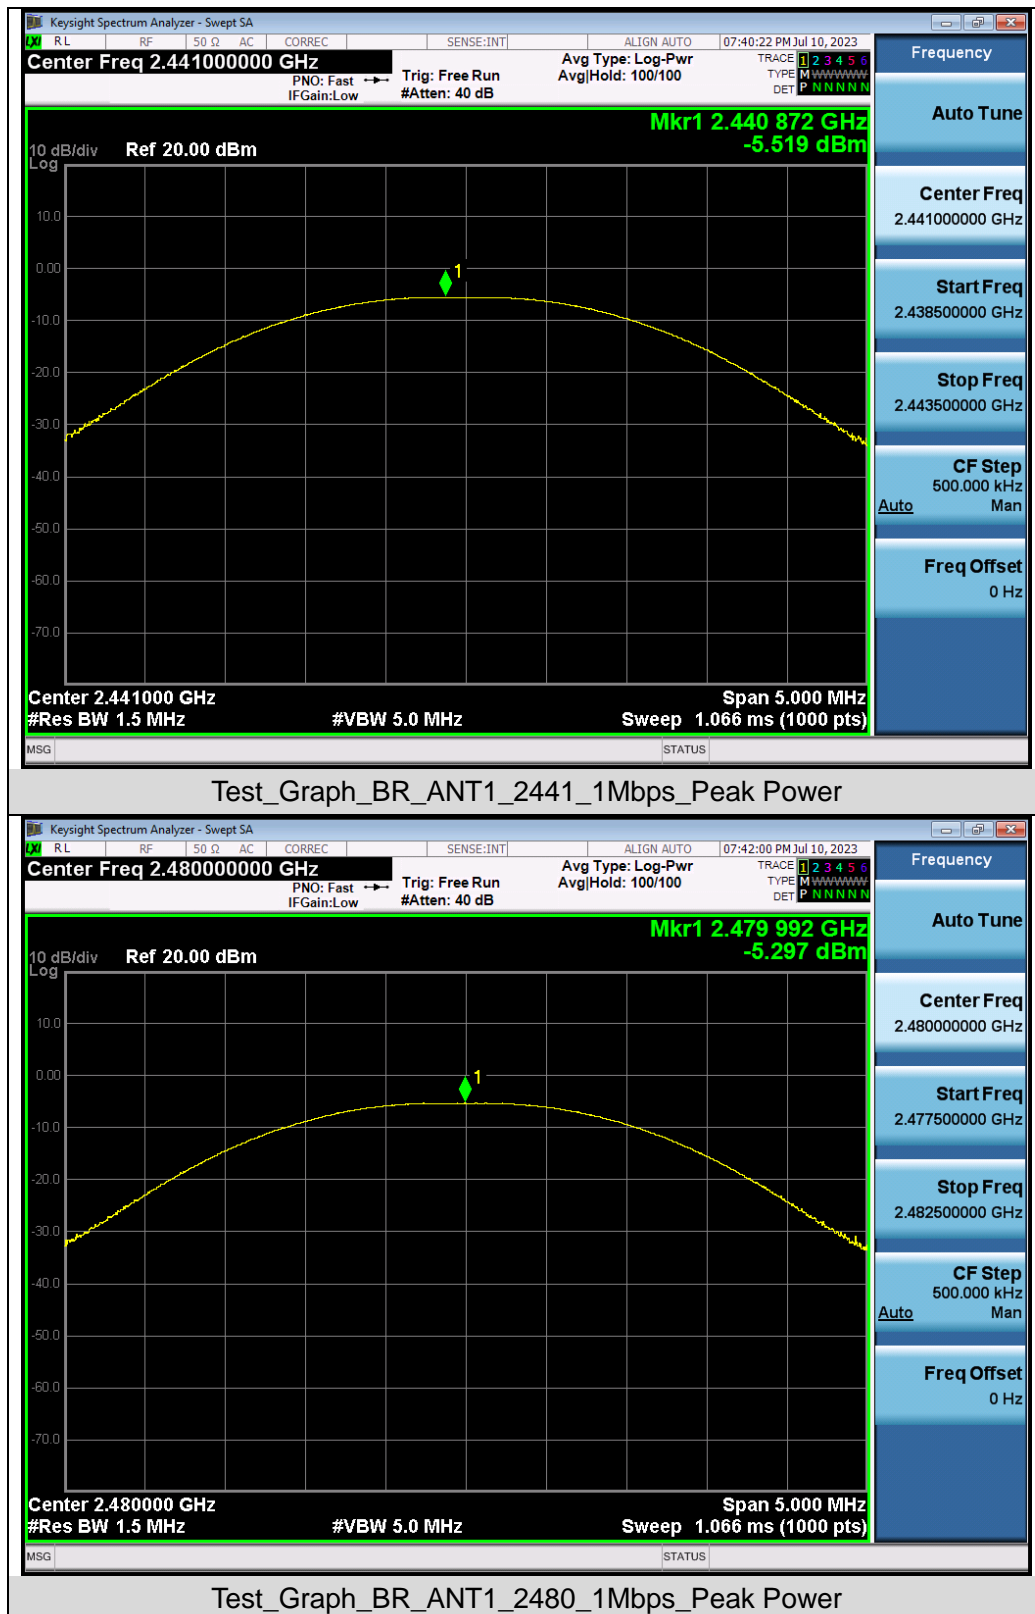 Keysight Spectrum Analyzer - Swept SA
LXI RL RF 50 Ω AC CORREC SENSE:INT ALIGN AUTO 07:40:22 PM Jul 10, 2023
Center Freq 2.441000000 GHz
PNO: Fast
IFGain:Low
Trig: Free Run
#Atten: 40 dB
Avg Type: Log-Pwr
Avg|Hold: 100/100
TRACE 1 2 3 4 5 6
TYPE M W W W W W
DET P N N N N N
Mkr1 2.440 872 GHz
-5.519 dBm
10 dB/div Ref 20.00 dBm
Log
10.0
0.00
-10.0
-20.0
-30.0
-40.0
-50.0
-60.0
-70.0
1
Center 2.441000 GHz Span 5.000 MHz
#Res BW 1.5 MHz #VBW 5.0 MHz Sweep 1.066 ms (1000 pts)
MSG STATUS
Frequency
Auto Tune
Center Freq
2.441000000 GHz
Start Freq
2.438500000 GHz
Stop Freq
2.443500000 GHz
CF Step
500.000 kHz
Auto Man
Freq Offset
0 Hz
Test_Graph_BR_ANT1_2441_1Mbps_Peak Power
Keysight Spectrum Analyzer - Swept SA
LXI RL RF 50 Ω AC CORREC SENSE:INT ALIGN AUTO 07:42:00 PM Jul 10, 2023
Center Freq 2.480000000 GHz
PNO: Fast
IFGain:Low
Trig: Free Run
#Atten: 40 dB
Avg Type: Log-Pwr
Avg|Hold: 100/100
TRACE 1 2 3 4 5 6
TYPE M W W W W W
DET P N N N N N
Mkr1 2.479 992 GHz
-5.297 dBm
10 dB/div Ref 20.00 dBm
Log
10.0
0.00
-10.0
-20.0
-30.0
-40.0
-50.0
-60.0
-70.0
1
Center 2.480000 GHz Span 5.000 MHz
#Res BW 1.5 MHz #VBW 5.0 MHz Sweep 1.066 ms (1000 pts)
MSG STATUS
Frequency
Auto Tune
Center Freq
2.480000000 GHz
Start Freq
2.477500000 GHz
Stop Freq
2.482500000 GHz
CF Step
500.000 kHz
Auto Man
Freq Offset
0 Hz
Test_Graph_BR_ANT1_2480_1Mbps_Peak Power